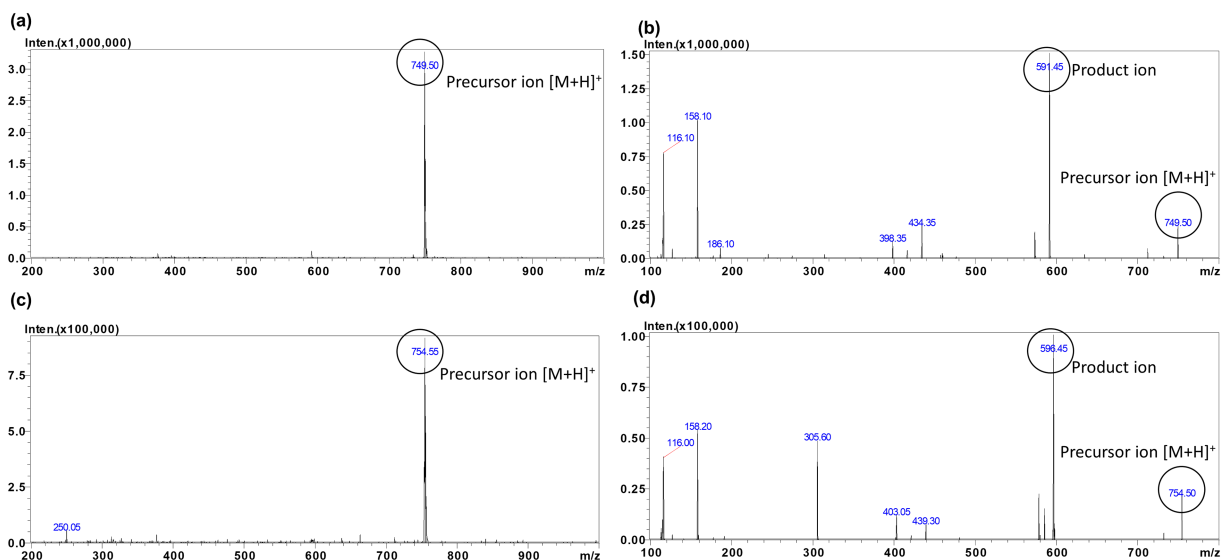 (a)
Inten.(x1,000,000)
3.0
2.5
2.0
1.5
1.0
0.5
0.0
749.50
Precursor ion [M+H]+
200 300 400 500 600 700 800 900 m/z
(b)
Inten.(x1,000,000)
1.50
1.25
1.00
0.75
0.50
0.25
0.00
591.45
Product ion
158.10
116.10
Precursor ion [M+H]+
749.50
434.35
398.35
186.10
100 200 300 400 500 600 700 m/z
(c)
Inten.(x100,000)
7.5
5.0
2.5
0.0
754.55
Precursor ion [M+H]+
250.05
200 300 400 500 600 700 800 900 m/z
(d)
Inten.(x100,000)
1.00
0.75
0.50
0.25
0.00
596.45
Product ion
158.20
116.00
305.60
Precursor ion [M+H]+
754.50
403.05
439.30
100 200 300 400 500 600 700 m/z